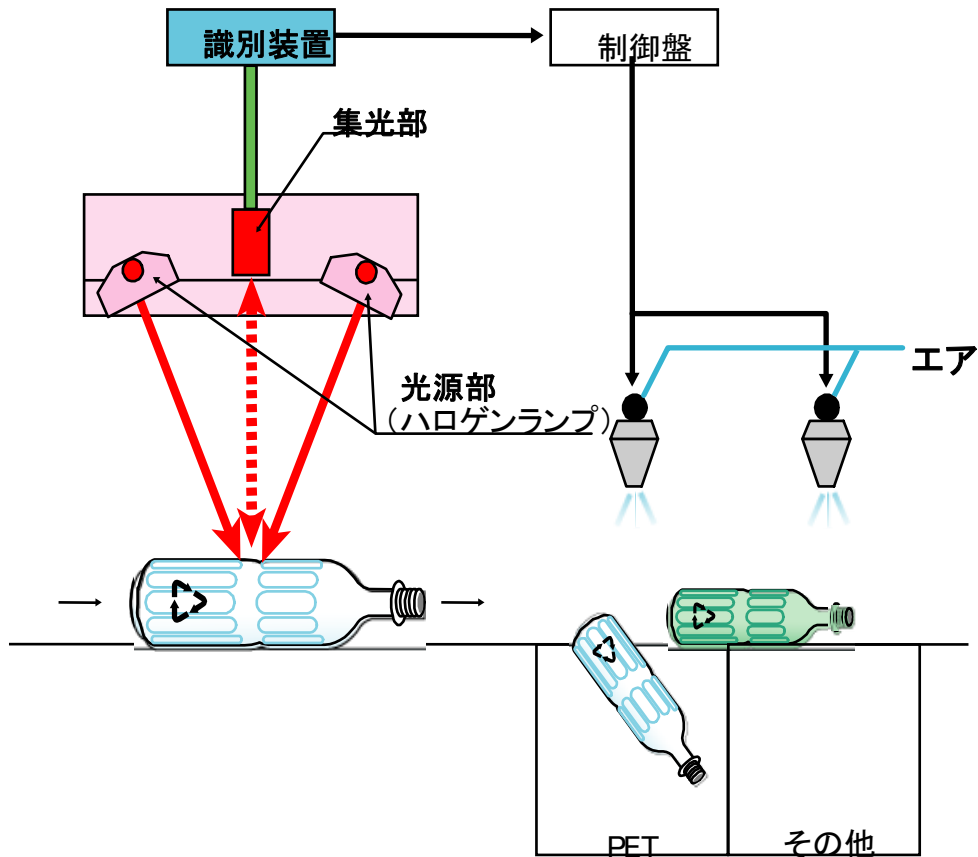 識別装置
制御盤
集光部
エア
光源部
（ハロゲンランプ）
PET
その他